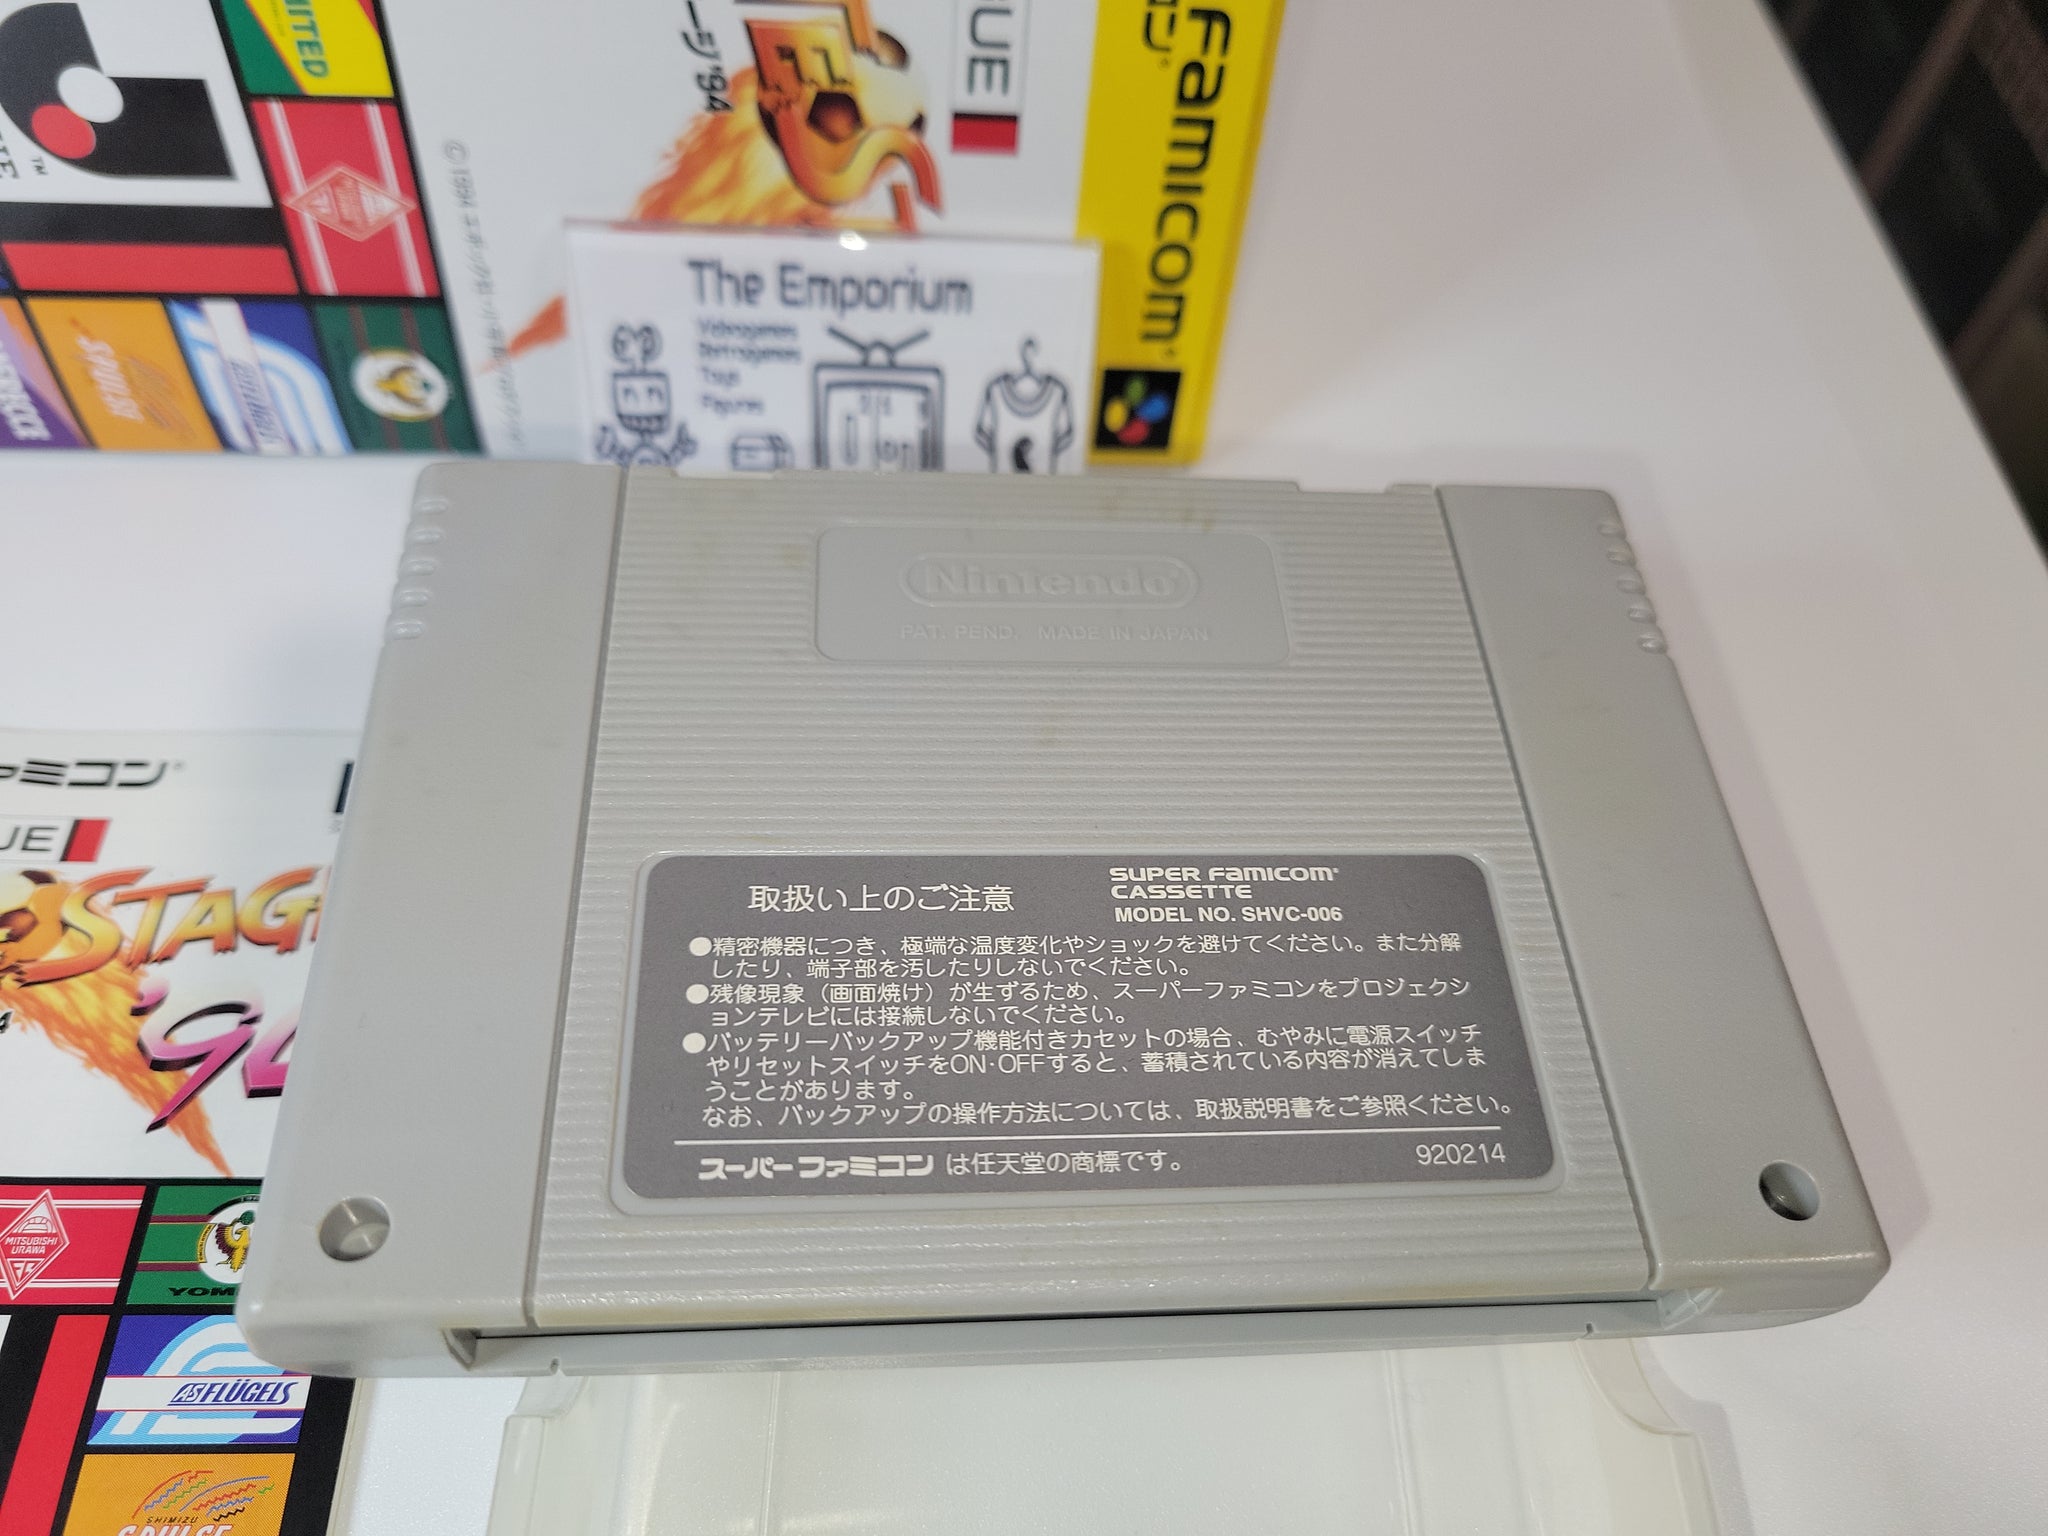 MITED
UE
ージ'94
Famicom
コン
TM
The Emporium
Videogames
Retrogames
Toys
Figures
Nintendo
PAT. PEND. MADE IN JAPAN
取扱い上のご注意
SUPER FAMICOM
CASSETTE
MODEL NO. SHVC-006
●精密機器につき、極端な温度変化やショックを避けてください。また分解
したり、端子部を汚したりしないでください。
●残像現象（画面焼け）が生ずるため、スーパーファミコンをプロジェクシ
ョンテレビには接続しないでください。
●バッテリーバックアップ機能付きカセットの場合、むやみに電源スイッチ
やリセットスイッチをON・OFFすると、蓄積されている内容が消えてしま
うことがあります。
なお、バックアップの操作方法については、取扱説明書をご参照ください。
スーパーファミコン は任天堂の商標です。
920214
ァミコン
UE
STAG
'94
MITSUBISHI
URAWA
FC
YOM
AS FLÜGELS
SHIMIZU